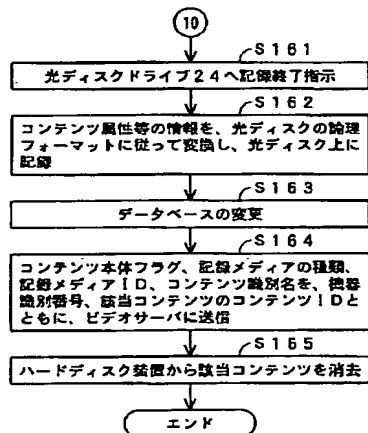 10
S161
光ディスクドライブ24へ記録終了指示
S162
コンテンツ属性等の情報を、光ディスクの論理
フォーマットに従って変換し、光ディスク上に
記録
S163
データベースの変更
S164
コンテンツ本体フラグ、記録メディアの種類、
記録メディアID、コンテンツ識別名を、機器
識別番号、該当コンテンツのコンテンツIDと
ともに、ビデオサーバに送信
S165
ハードディスク装置から該当コンテンツを消去
エンド